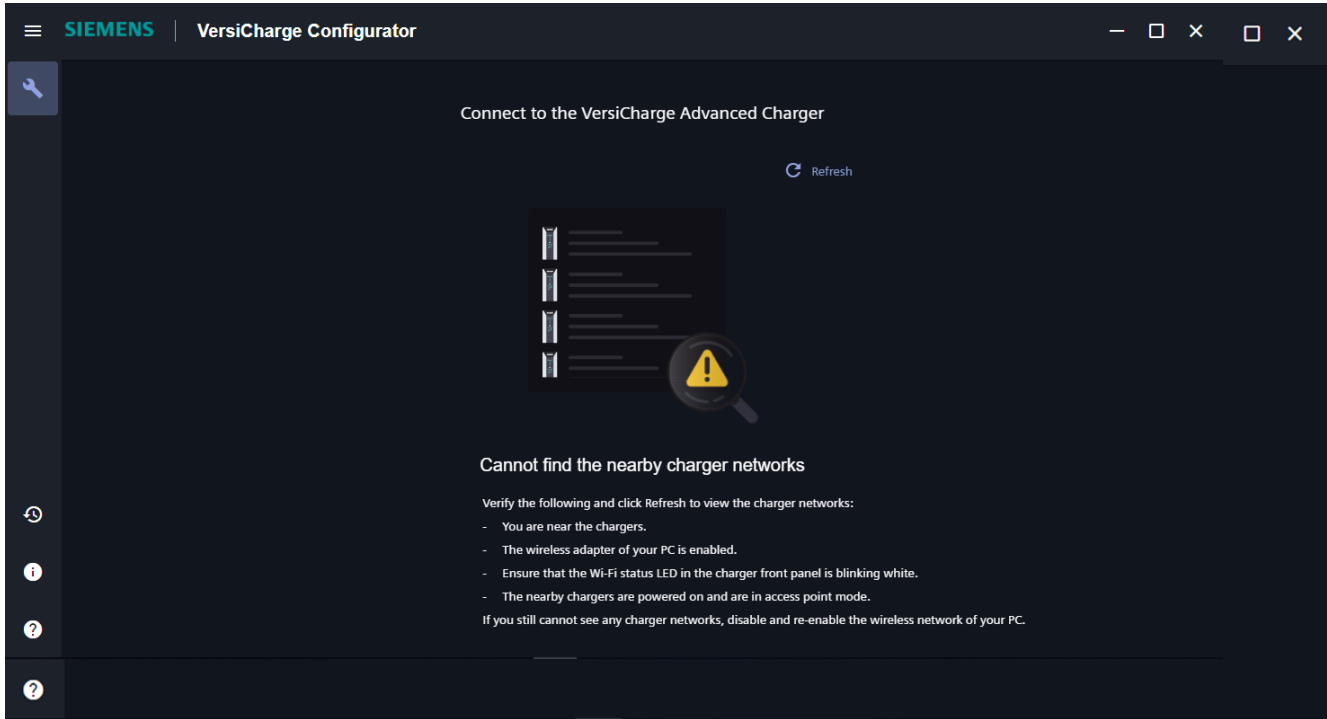 SIEMENS
VersiCharge Configurator
Connect to the VersiCharge Advanced Charger
Refresh
Cannot find the nearby charger networks
Verify the following and click Refresh to view the charger networks:
- You are near the chargers.
- The wireless adapter of your PC is enabled.
- Ensure that the Wi-Fi status LED in the charger front panel is blinking white.
- The nearby chargers are powered on and are in access point mode.
If you still cannot see any charger networks, disable and re-enable the wireless network of your PC.